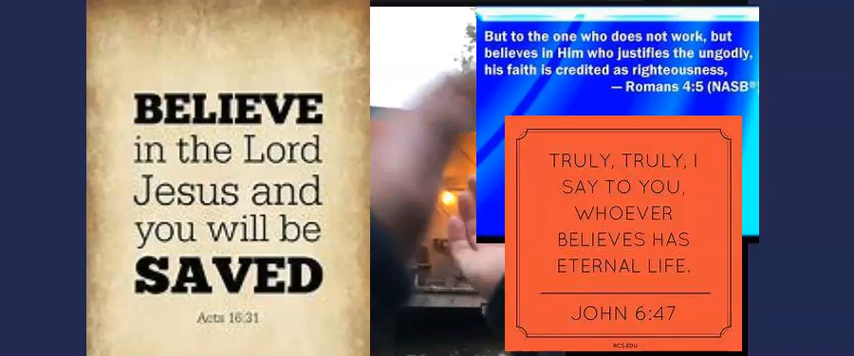 BELIEVE
in the Lord
Jesus and
you will be
SAVED
Acts 16:31
But to the one who does not work, but
believes in Him who justifies the ungodly,
his faith is credited as righteousness,
— Romans 4:5 (NASB®)
TRULY, TRULY, I
SAY TO YOU,
WHOEVER
BELIEVES HAS
ETERNAL LIFE.
JOHN 6:47
BCS.EDU